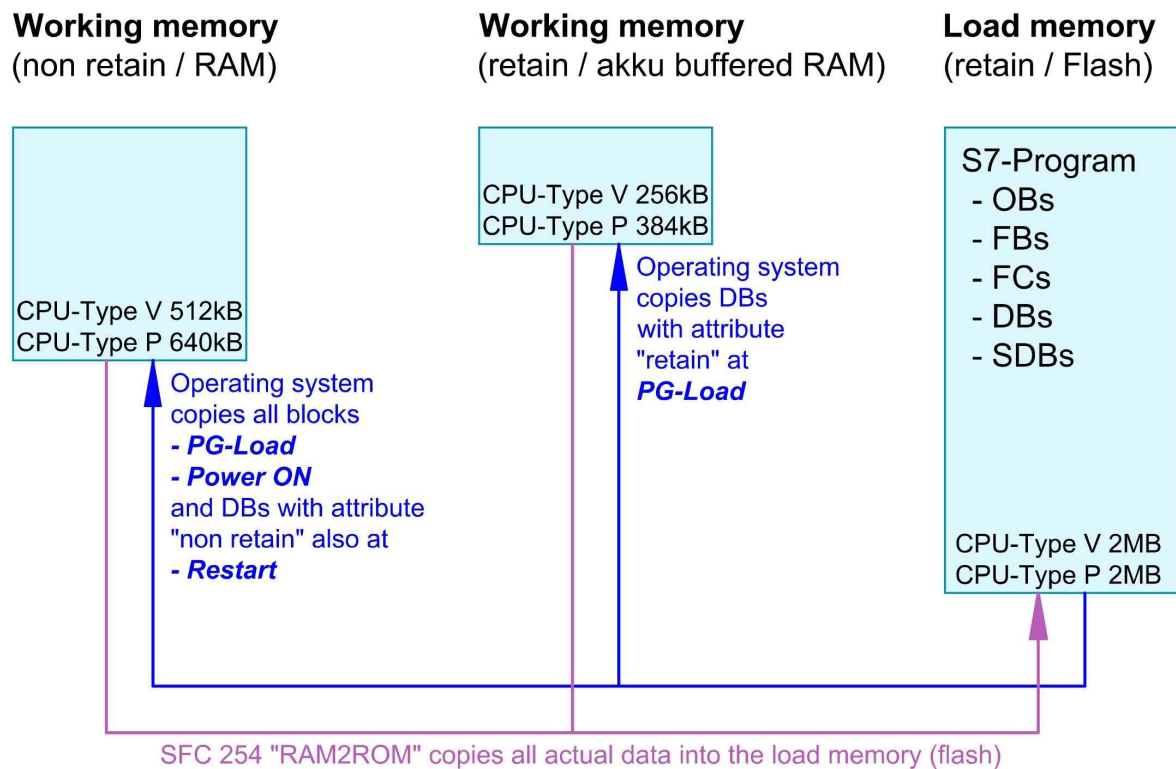 Working memory
(non retain / RAM)
Working memory
(retain / akku buffered RAM)
Load memory
(retain / Flash)
CPU-Type V 512kB
CPU-Type P 640kB
Operating system
copies all blocks
- PG-Load
- Power ON
and DBs with attribute
"non retain" also at
- Restart
CPU-Type V 256kB
CPU-Type P 384kB
Operating system
copies DBs
with attribute
"retain" at
PG-Load
S7-Program
- OBs
- FBs
- FCs
- DBs
- SDBs
CPU-Type V 2MB
CPU-Type P 2MB
SFC 254 "RAM2ROM" copies all actual data into the load memory (flash)